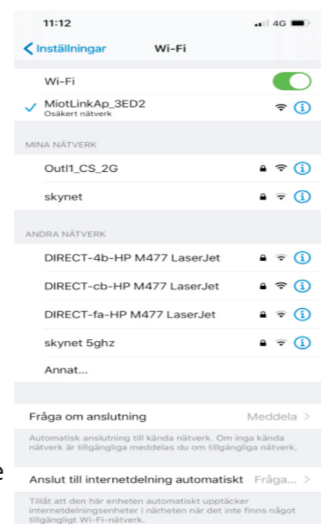 11:12
4G
Inställningar
Wi-Fi
Wi-Fi
MiotLinkAp_3ED2
Osäkert nätverk
MINA NÄTVERK
Outl1_CS_2G
skynet
ANDRA NÄTVERK
DIRECT-4b-HP M477 LaserJet
DIRECT-cb-HP M477 LaserJet
DIRECT-fa-HP M477 LaserJet
skynet 5ghz
Annat...
Fråga om anslutning Meddela
Automatisk anslutning till kända nätverk. Om inga kända
nätverk är tillgängliga meddelas du om tillgängliga nätverk.
e
Anslut till internetdelning automatiskt Fråga...
Tillåt att den här enheten automatiskt upptäcker
internetdelningsenheter i närheten när det inte finns något
tillgängligt Wi-Fi-nätverk.